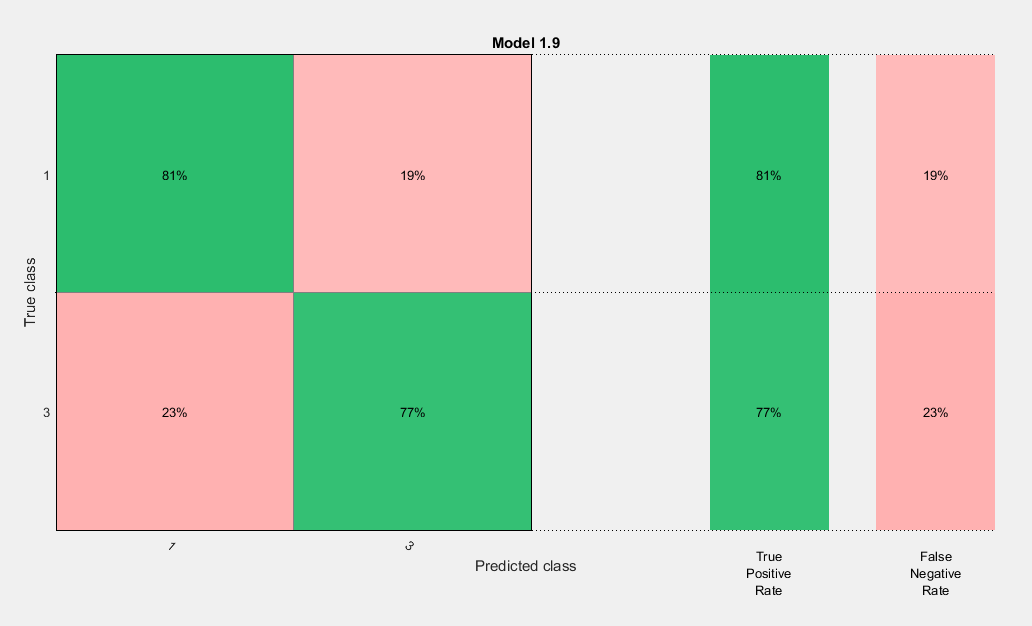 Model 1.9
1
81%
19%
81%
19%
True class
3
23%
77%
77%
23%
1
3
Predicted class
True
Positive
Rate
False
Negative
Rate